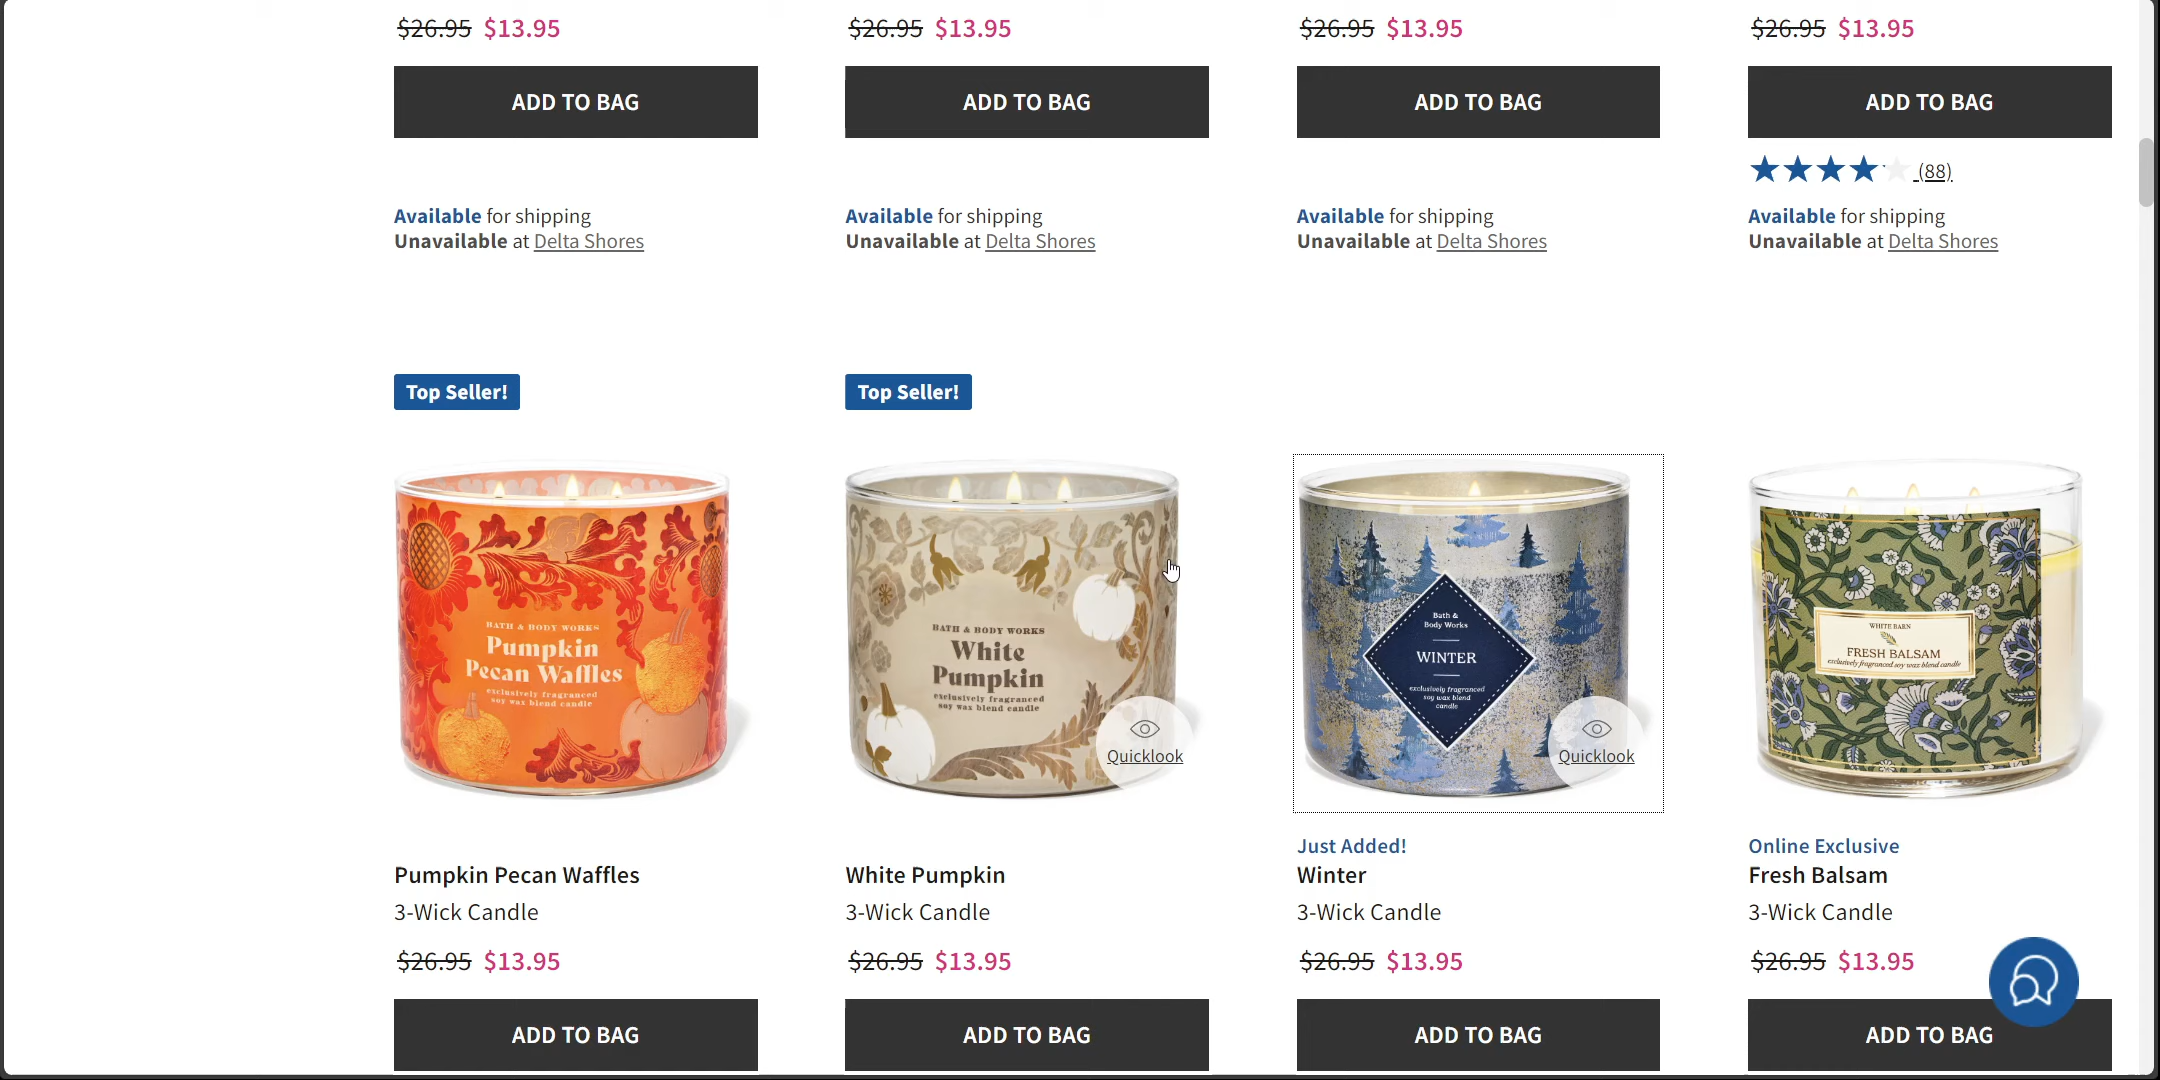 $26.95 $13.95
$26.95 $13.95
$26.95 $13.95
$26.95 $13.95
ADD TO BAG
ADD TO BAG
ADD TO BAG
ADD TO BAG
(88)
Available for shipping
Unavailable at Delta Shores
Available for shipping
Unavailable at Delta Shores
Available for shipping
Unavailable at Delta Shores
Available for shipping
Unavailable at Delta Shores
Top Seller!
Top Seller!
BATH & BODY WORKS
Pumpkin
Pecan Waffles
exclusively fragranced
soy wax blend candle
BATH & BODY WORKS
White
Pumpkin
exclusively fragranced
soy wax blend candle
Quicklook
Bath &
Body Works
WINTER
exclusively fragranced
soy wax blend
candle
Quicklook
WHITE BARN
FRESH BALSAM
exclusively fragranced soy wax blend candle
Pumpkin Pecan Waffles
3-Wick Candle
$26.95 $13.95
ADD TO BAG
White Pumpkin
3-Wick Candle
$26.95 $13.95
ADD TO BAG
Just Added!
Winter
3-Wick Candle
$26.95 $13.95
ADD TO BAG
Online Exclusive
Fresh Balsam
3-Wick Candle
$26.95 $13.95
ADD TO BAG